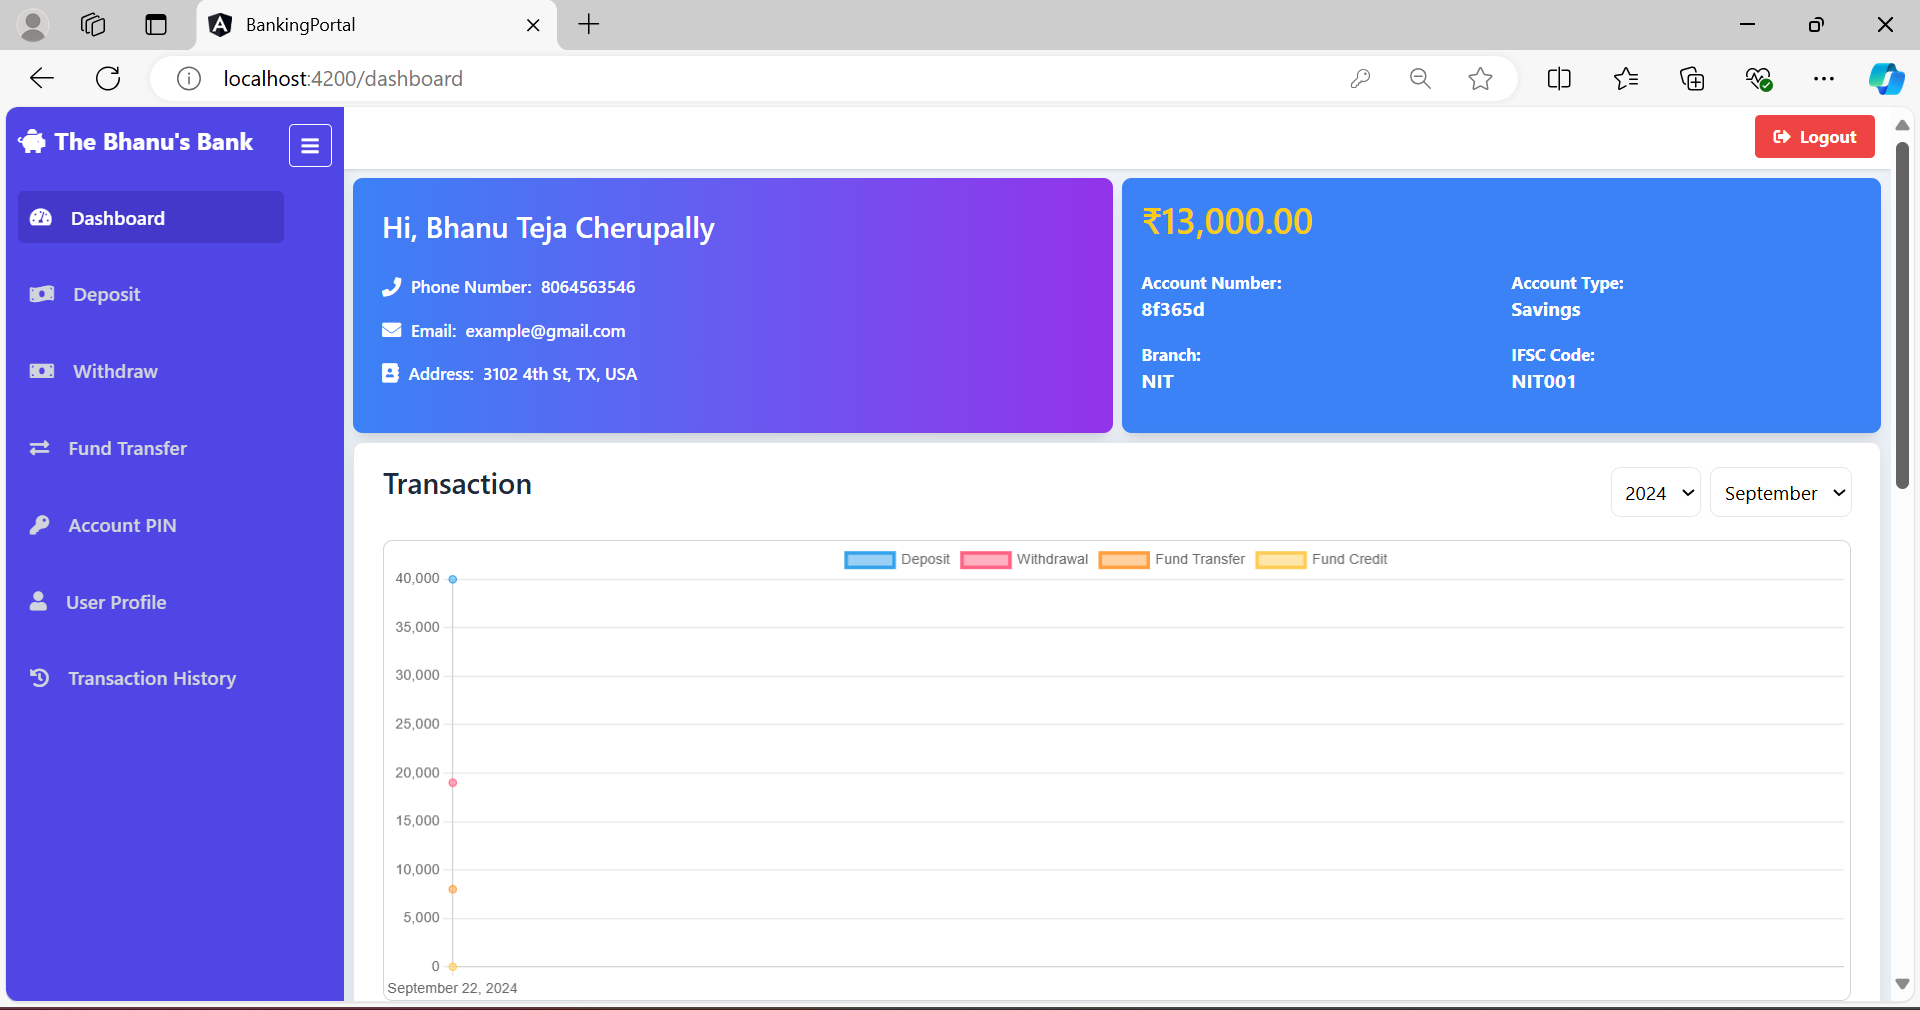 BankingPortal
localhost:4200/dashboard
The Bhanu's Bank
Logout
Dashboard
Deposit
Withdraw
Fund Transfer
Account PIN
User Profile
Transaction History
Hi, Bhanu Teja Cherupally
Phone Number: 8064563546
Email: example@gmail.com
Address: 3102 4th St, TX, USA
₹13,000.00
Account Number:
8f365d
Account Type:
Savings
Branch:
NIT
IFSC Code:
NIT001
Transaction
2024
September
Deposit Withdrawal Fund Transfer Fund Credit
40,000
35,000
30,000
25,000
20,000
15,000
10,000
5,000
0
September 22, 2024